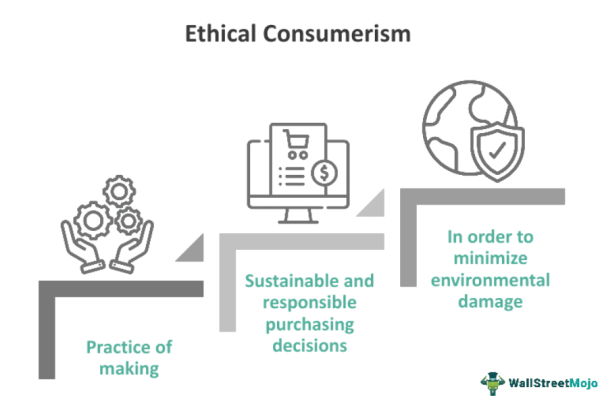 Ethical Consumerism
$
Practice of
making
Sustainable and
responsible
purchasing
decisions
In order to
minimize
environmental
damage
WallStreetMojo